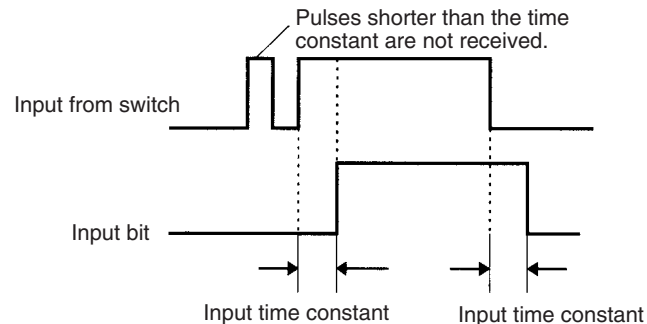 Pulses shorter than the time
constant are not received.
Input from switch
Input bit
Input time constant
Input time constant